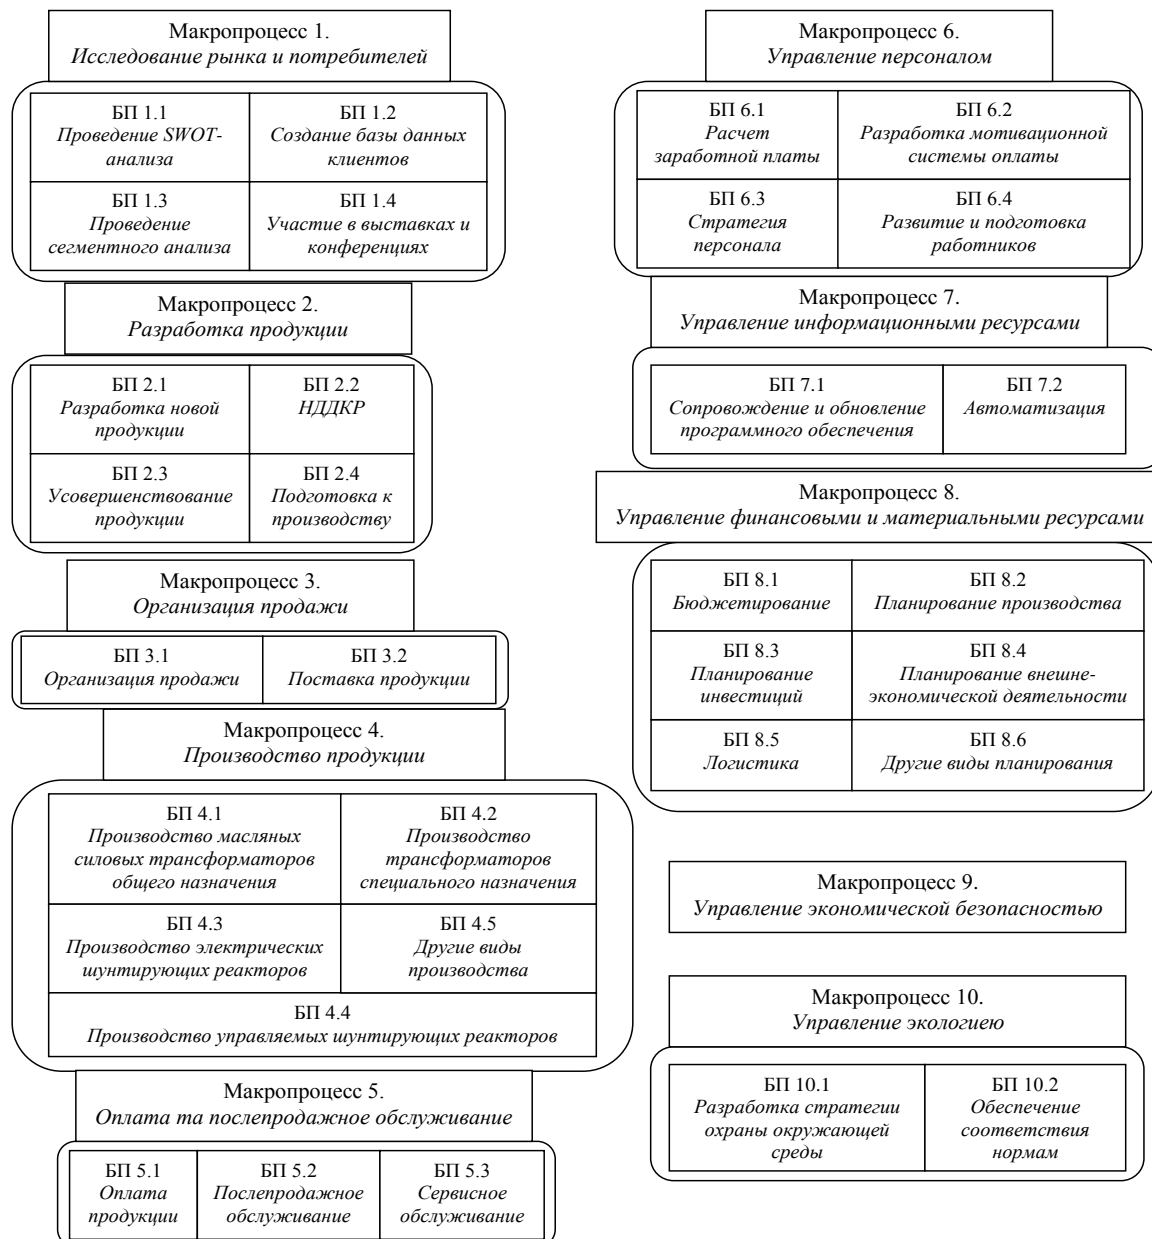 Макропроцесс 1.
Исследование рынка и потребителей
БП 1.1
Проведение SWOT-
анализа
БП 1.2
Создание базы данных
клиентов
БП 1.3
Проведение
сегментного анализа
БП 1.4
Участие в выставках и
конференциях
Макропроцесс 2.
Разработка продукции
БП 2.1
Разработка новой
продукции
БП 2.2
НДДКР
БП 2.3
Усовершенствование
продукции
БП 2.4
Подготовка к
производству
Макропроцесс 3.
Организация продажи
БП 3.1
Организация продажи
БП 3.2
Поставка продукции
Макропроцесс 4.
Производство продукции
БП 4.1
Производство масляных
силовых трансформаторов
общего назначения
БП 4.2
Производство
трансформаторов
специального назначения
БП 4.3
Производство электрических
шунтирующих реакторов
БП 4.5
Другие виды
производства
БП 4.4
Производство управляемых шунтирующих реакторов
Макропроцесс 5.
Оплата та послепродажное обслуживание
БП 5.1
Оплата
продукции
БП 5.2
Послепродажное
обслуживание
БП 5.3
Сервисное
обслуживание
Макропроцесс 6.
Управление персоналом
БП 6.1
Расчет
заработной платы
БП 6.2
Разработка мотивационной
системы оплаты
БП 6.3
Стратегия
персонала
БП 6.4
Развитие и подготовка
работников
Макропроцесс 7.
Управление информационными ресурсами
БП 7.1
Сопровождение и обновление
программного обеспечения
БП 7.2
Автоматизация
Макропроцесс 8.
Управление финансовыми и материальными ресурсами
БП 8.1
Бюджетирование
БП 8.2
Планирование производства
БП 8.3
Планирование
инвестиций
БП 8.4
Планирование внешне-
экономической деятельности
БП 8.5
Логистика
БП 8.6
Другие виды планирования
Макропроцесс 9.
Управление экономической безопасностью
Макропроцесс 10.
Управление экологиею
БП 10.1
Разработка стратегии
охраны окружающей
среды
БП 10.2
Обеспечение
соответствия
нормам